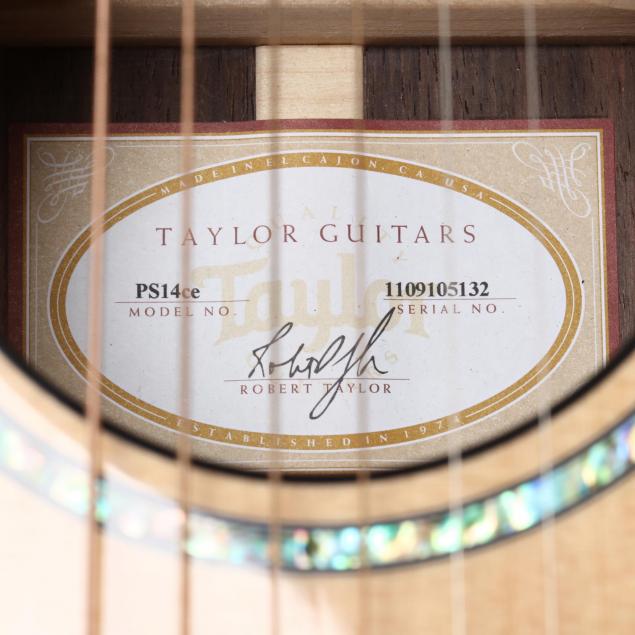 MADE IN EL CAJON, CA, USA
TAYLOR GUITARS
PS14ce
MODEL NO.
1109105132
SERIAL NO.
Taylor
ROBERT TAYLOR
ESTABLISHED IN 1974